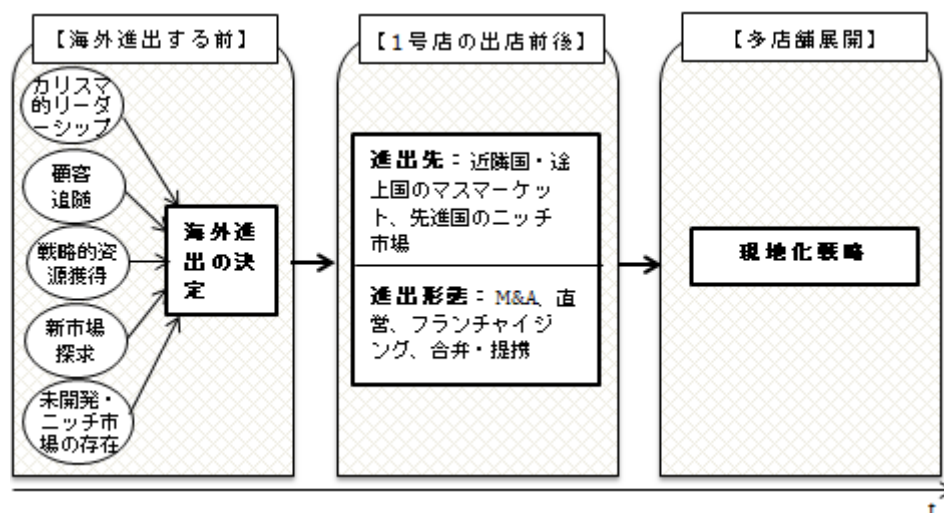 【海外進出する前】
カリスマ
的リーダ
ーシップ
顧客
追随
戦略的資
源獲得
新市場
探求
未開発・
ニッチ市
場の存在
海外進
出の決
定
【1号店の出店前後】
進出先：近隣国・途
上国のマスマーケッ
ト、先進国のニッチ
市場
進出形態：M&A、直
営、フランチャイジ
ング、合弁・提携
【多店舗展開】
現地化戦略
t